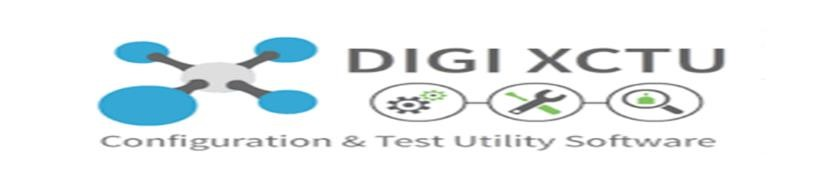 DIGI XCTU
Configuration & Test Utility Software